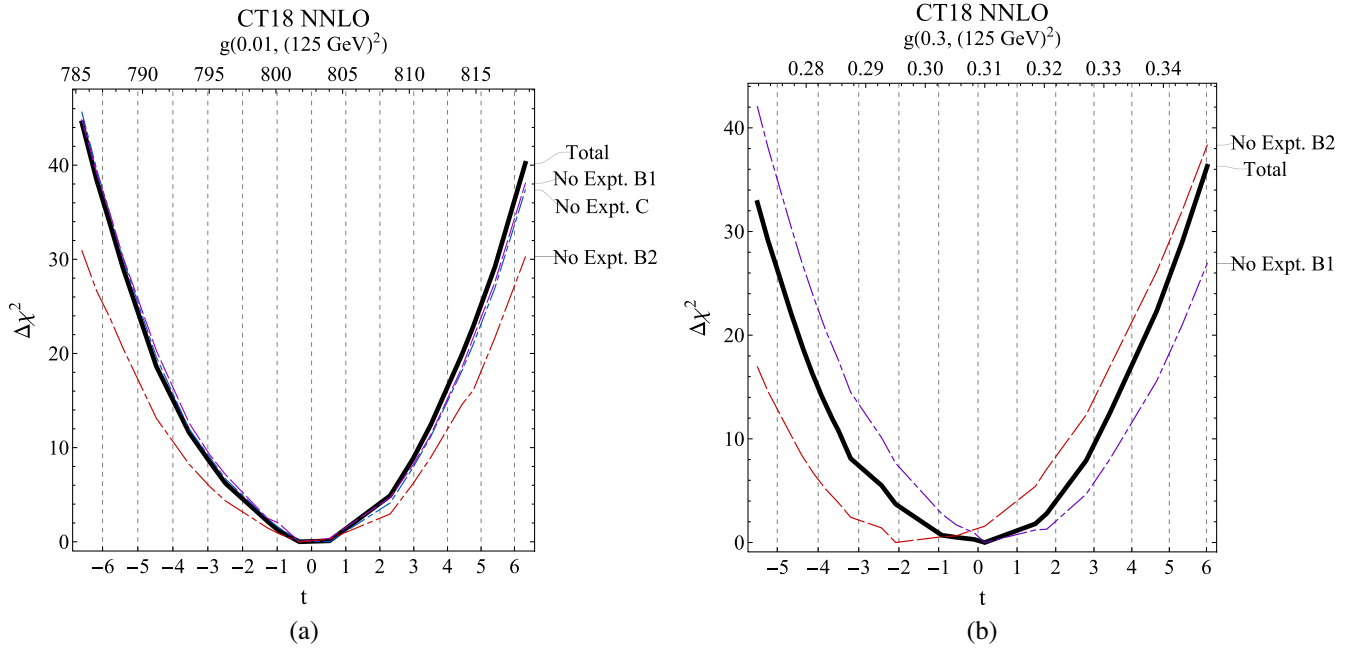 CT18 NNLO
g(0.01, (125 GeV)²)
785 790 795 800 805 810 815
40
30
20
10
0
Δχ²
Total
No Expt. B1
No Expt. C
No Expt. B2
−6 −5 −4 −3 −2 −1 0 1 2 3 4 5 6
t
(a)
CT18 NNLO
g(0.3, (125 GeV)²)
0.28 0.29 0.30 0.31 0.32 0.33 0.34
40
30
20
10
0
Δχ²
No Expt. B2
Total
No Expt. B1
−5 −4 −3 −2 −1 0 1 2 3 4 5 6
t
(b)